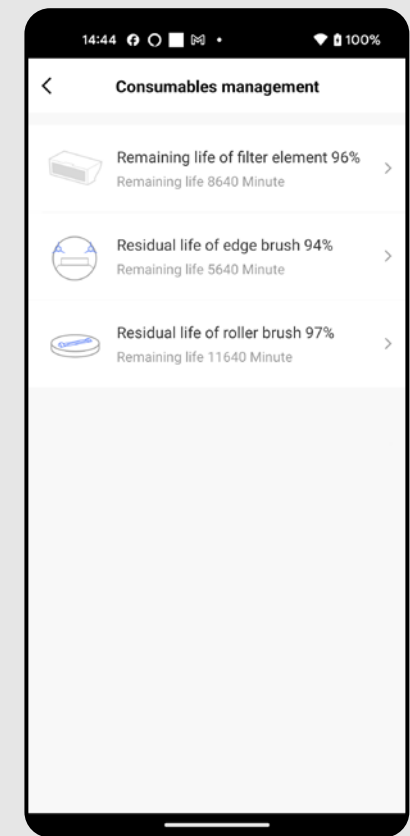 14:44
100%
Consumables management
Remaining life of filter element 96%
Remaining life 8640 Minute
Residual life of edge brush 94%
Remaining life 5640 Minute
Residual life of roller brush 97%
Remaining life 11640 Minute